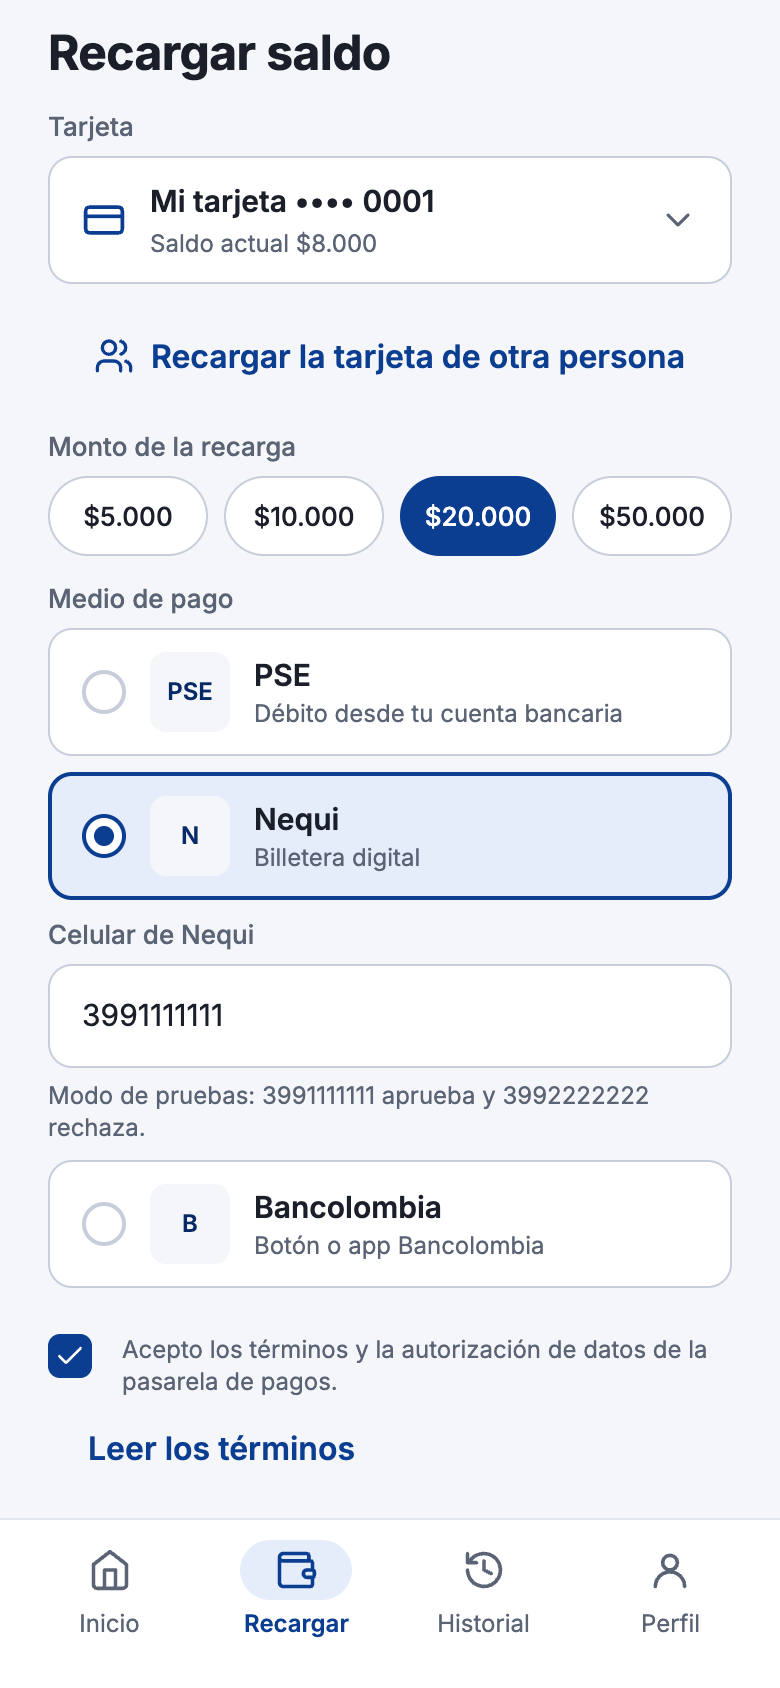 Recargar saldo
Tarjeta
Mi tarjeta •••• 0001
Saldo actual $8.000
Recargar la tarjeta de otra persona
Monto de la recarga
$5.000 $10.000 $20.000 $50.000
Medio de pago
PSE
PSE
Débito desde tu cuenta bancaria
N
Nequi
Billetera digital
Celular de Nequi
3991111111
Modo de pruebas: 3991111111 aprueba y 3992222222
rechaza.
B
Bancolombia
Botón o app Bancolombia
Acepto los términos y la autorización de datos de la
pasarela de pagos.
Leer los términos
Inicio Recargar Historial Perfil